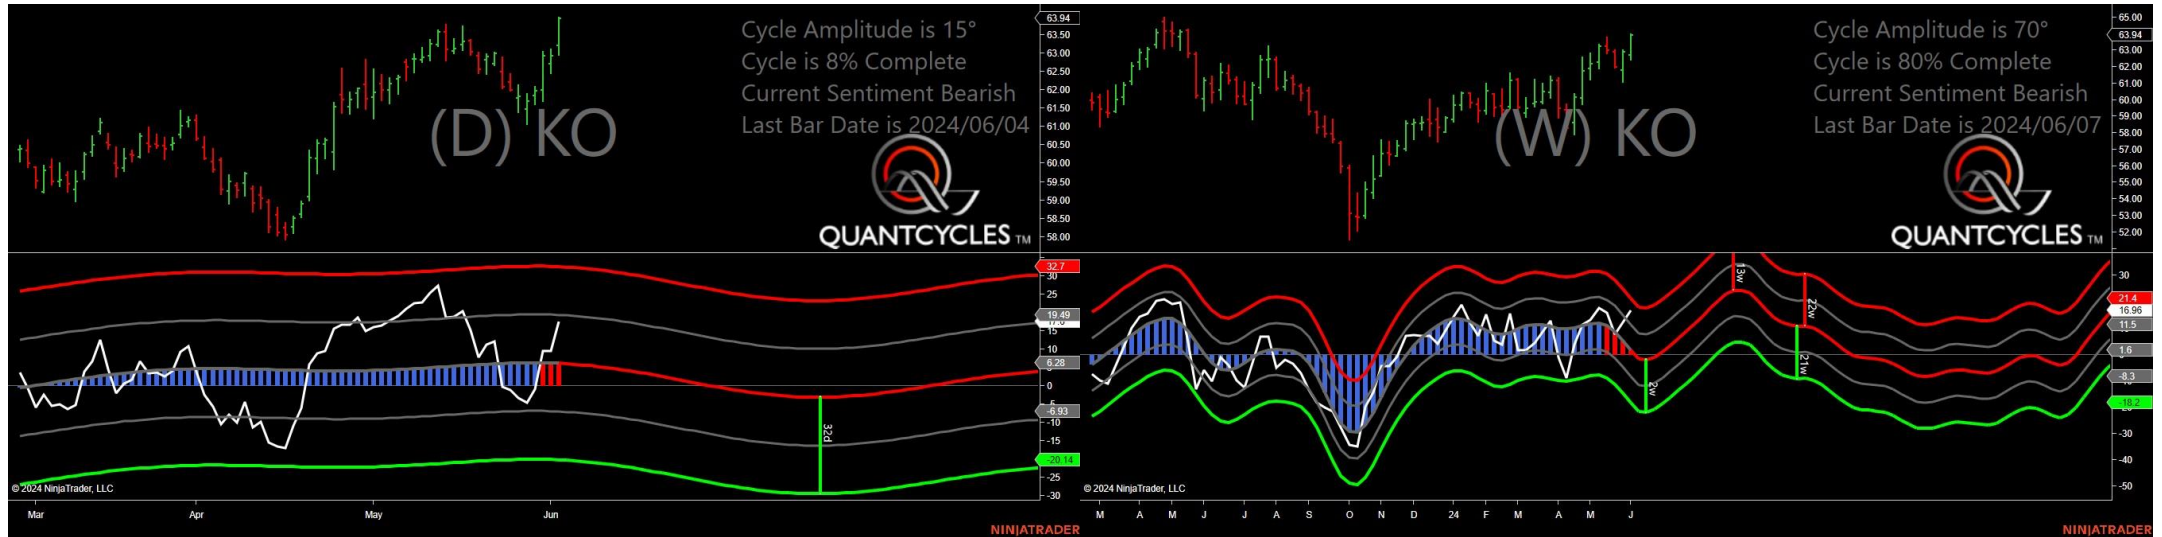 Cycle Amplitude is 15°
Cycle is 8% Complete
Current Sentiment Bearish
Last Bar Date is 2024/06/04
(D) KO
QUANTCYCLES TM
63.94
63.50
63.00
62.50
62.00
61.50
61.00
60.50
60.00
59.50
59.00
58.50
58.00
32.7
30
25
19.49
15
10
6.28
0
-6.93
-10
-15
-20.14
-25
-30
32d
© 2024 NinjaTrader, LLC
Mar Apr May Jun
NINJATRADER
Cycle Amplitude is 70°
Cycle is 80% Complete
Current Sentiment Bearish
Last Bar Date is 2024/06/07
(W) KO
QUANTCYCLES TM
65.00
63.94
63.00
62.00
61.00
60.00
59.00
58.00
57.00
56.00
55.00
54.00
53.00
52.00
13w
22w
21w
2w
30
21.4
16.96
11.5
1.6
-8.3
-18.2
-30
-40
-50
© 2024 NinjaTrader, LLC
M A M J J A S O N D 24 F M A M J
NINJATRADER